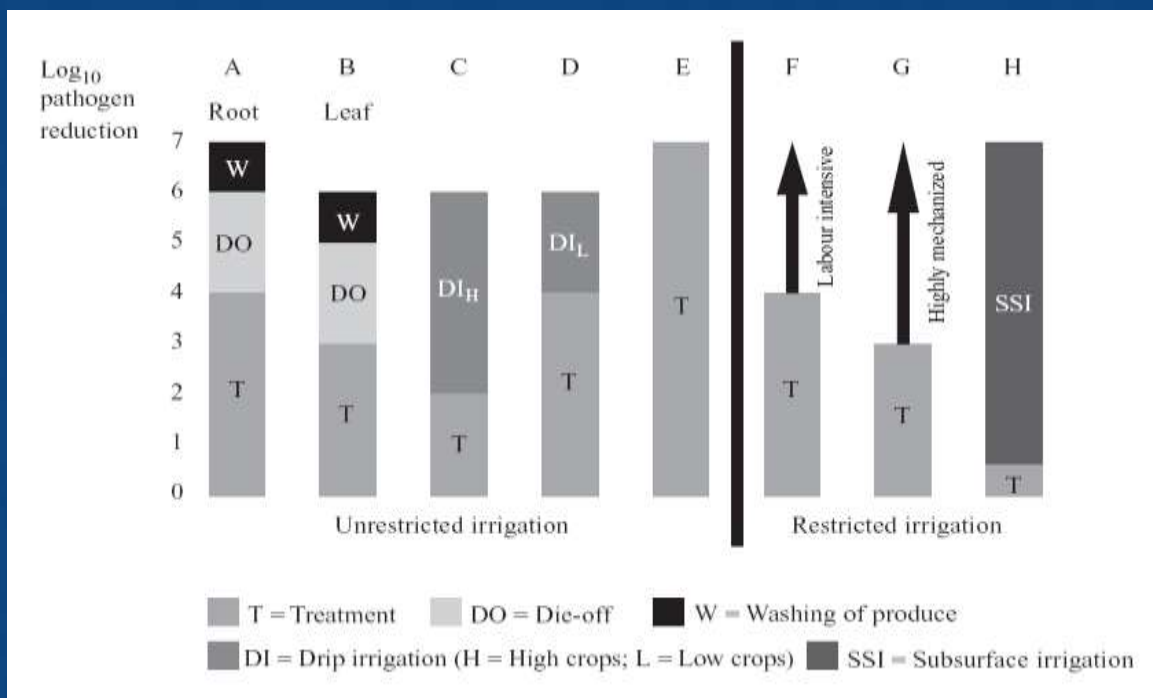 Log10 pathogen reduction
A B C D E F G H
Root Leaf
7
6
5
4
3
2
1
0
W
DO
T
W
DO
T
DIH
T
DIL
T
T
T
Labour intensive
T
Highly mechanized
SSI
T
Unrestricted irrigation Restricted irrigation
T = Treatment DO = Die-off W = Washing of produce
DI = Drip irrigation (H = High crops; L = Low crops) SSI = Subsurface irrigation